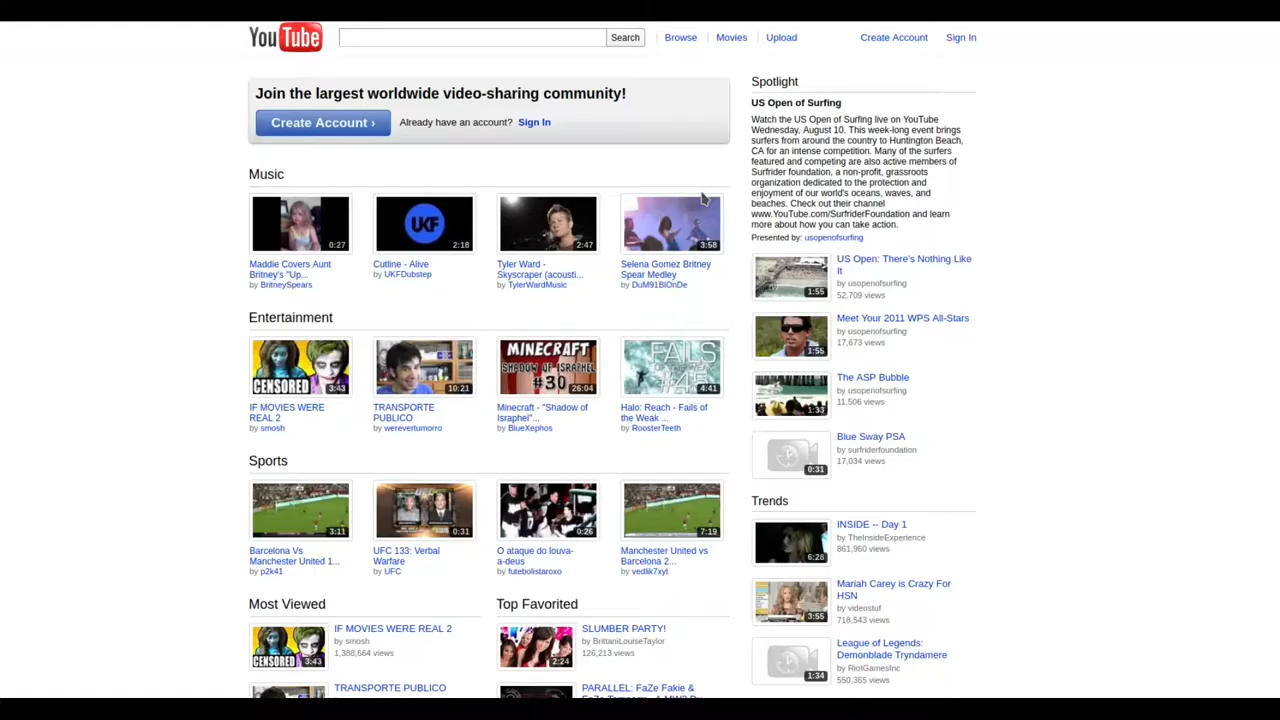 YouTube
Search
Browse
Movies
Upload
Create Account
Sign In
Join the largest worldwide video-sharing community!
Create Account ›
Already have an account? Sign In
Music
0:27
2:18
2:47
3:58
UKF
Maddie Covers Aunt
Britney's "Up...
by BritneySpears
Cutline - Alive
by UKFDubstep
Tyler Ward -
Skyscraper (acousti...
by TylerWardMusic
Selena Gomez Britney
Spear Medley
by DuM91BlOnDe
Entertainment
CENSORED
3:43
10:21
MINECRAFT
SHADOW OF ISRAPHEL
#30
26:04
FAILS
OF THE WEAK
#45
4:41
IF MOVIES WERE
REAL 2
by smosh
TRANSPORTE
PUBLICO
by werevertumorro
Minecraft - "Shadow of
Israphel"...
by BlueXephos
Halo: Reach - Fails of
the Weak ...
by RoosterTeeth
Sports
3:11
0:31
0:26
7:19
Barcelona Vs
Manchester United 1...
by p2k41
UFC 133: Verbal
Warfare
by UFC
O ataque do louva-
a-deus
by futebolistaroxo
Manchester United vs
Barcelona 2...
by vedlik7xyt
Most Viewed
CENSORED
3:43
IF MOVIES WERE REAL 2
by smosh
1,388,664 views
TRANSPORTE PUBLICO
Top Favorited
2:24
SLUMBER PARTY!
by BrittaniLouiseTaylor
126,213 views
PARALLEL: FaZe Fakie &
Spotlight
US Open of Surfing
Watch the US Open of Surfing live on YouTube
Wednesday, August 10. This week-long event brings
surfers from around the country to Huntington Beach,
CA for an intense competition. Many of the surfers
featured and competing are also active members of
Surfrider foundation, a non-profit, grassroots
organization dedicated to the protection and
enjoyment of our world's oceans, waves, and
beaches. Check out their channel
www.YouTube.com/SurfriderFoundation and learn
more about how you can take action.
Presented by: usopenofsurfing
1:55
US Open: There's Nothing Like
It
by usopenofsurfing
52,709 views
1:55
Meet Your 2011 WPS All-Stars
by usopenofsurfing
17,673 views
1:33
The ASP Bubble
by usopenofsurfing
11,506 views
0:31
Blue Sway PSA
by surfriderfoundation
17,034 views
Trends
6:28
INSIDE -- Day 1
by TheInsideExperience
861,960 views
3:55
Mariah Carey is Crazy For
HSN
by videostuf
718,543 views
1:34
League of Legends:
Demonblade Tryndamere
by RiotGamesInc
550,365 views